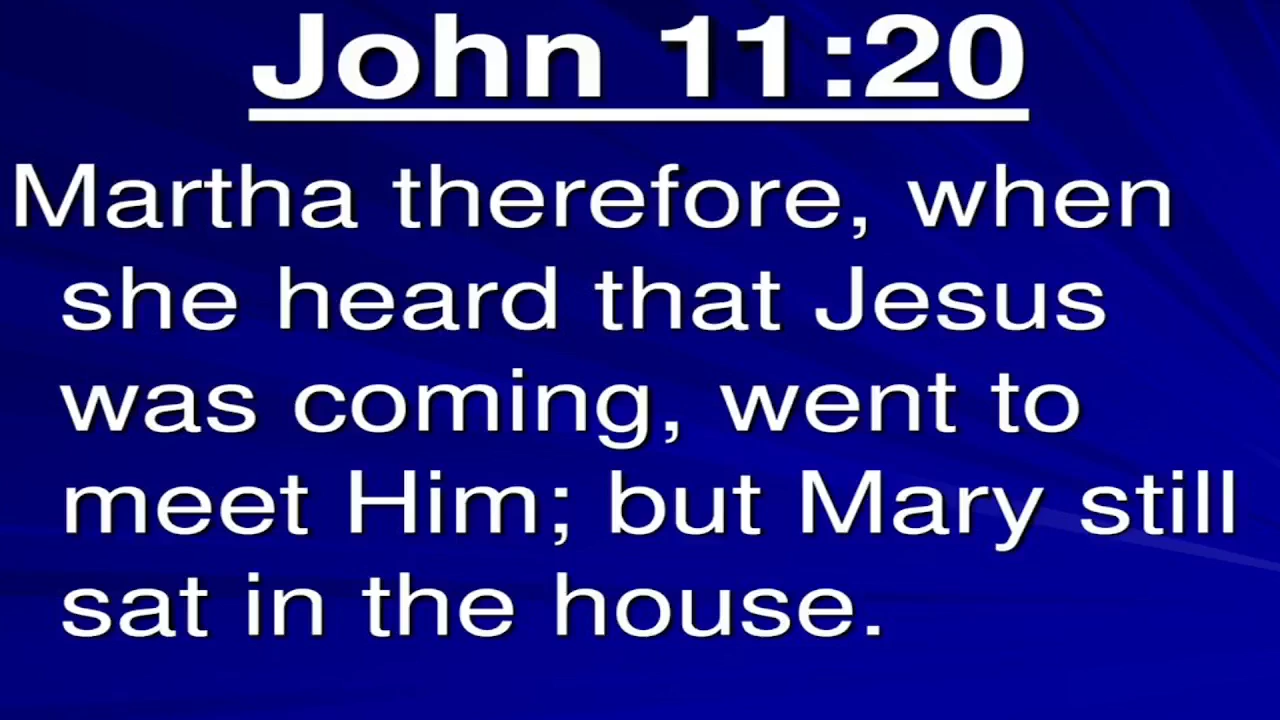 John 11:20
Martha therefore, when
she heard that Jesus
was coming, went to
meet Him; but Mary still
sat in the house.